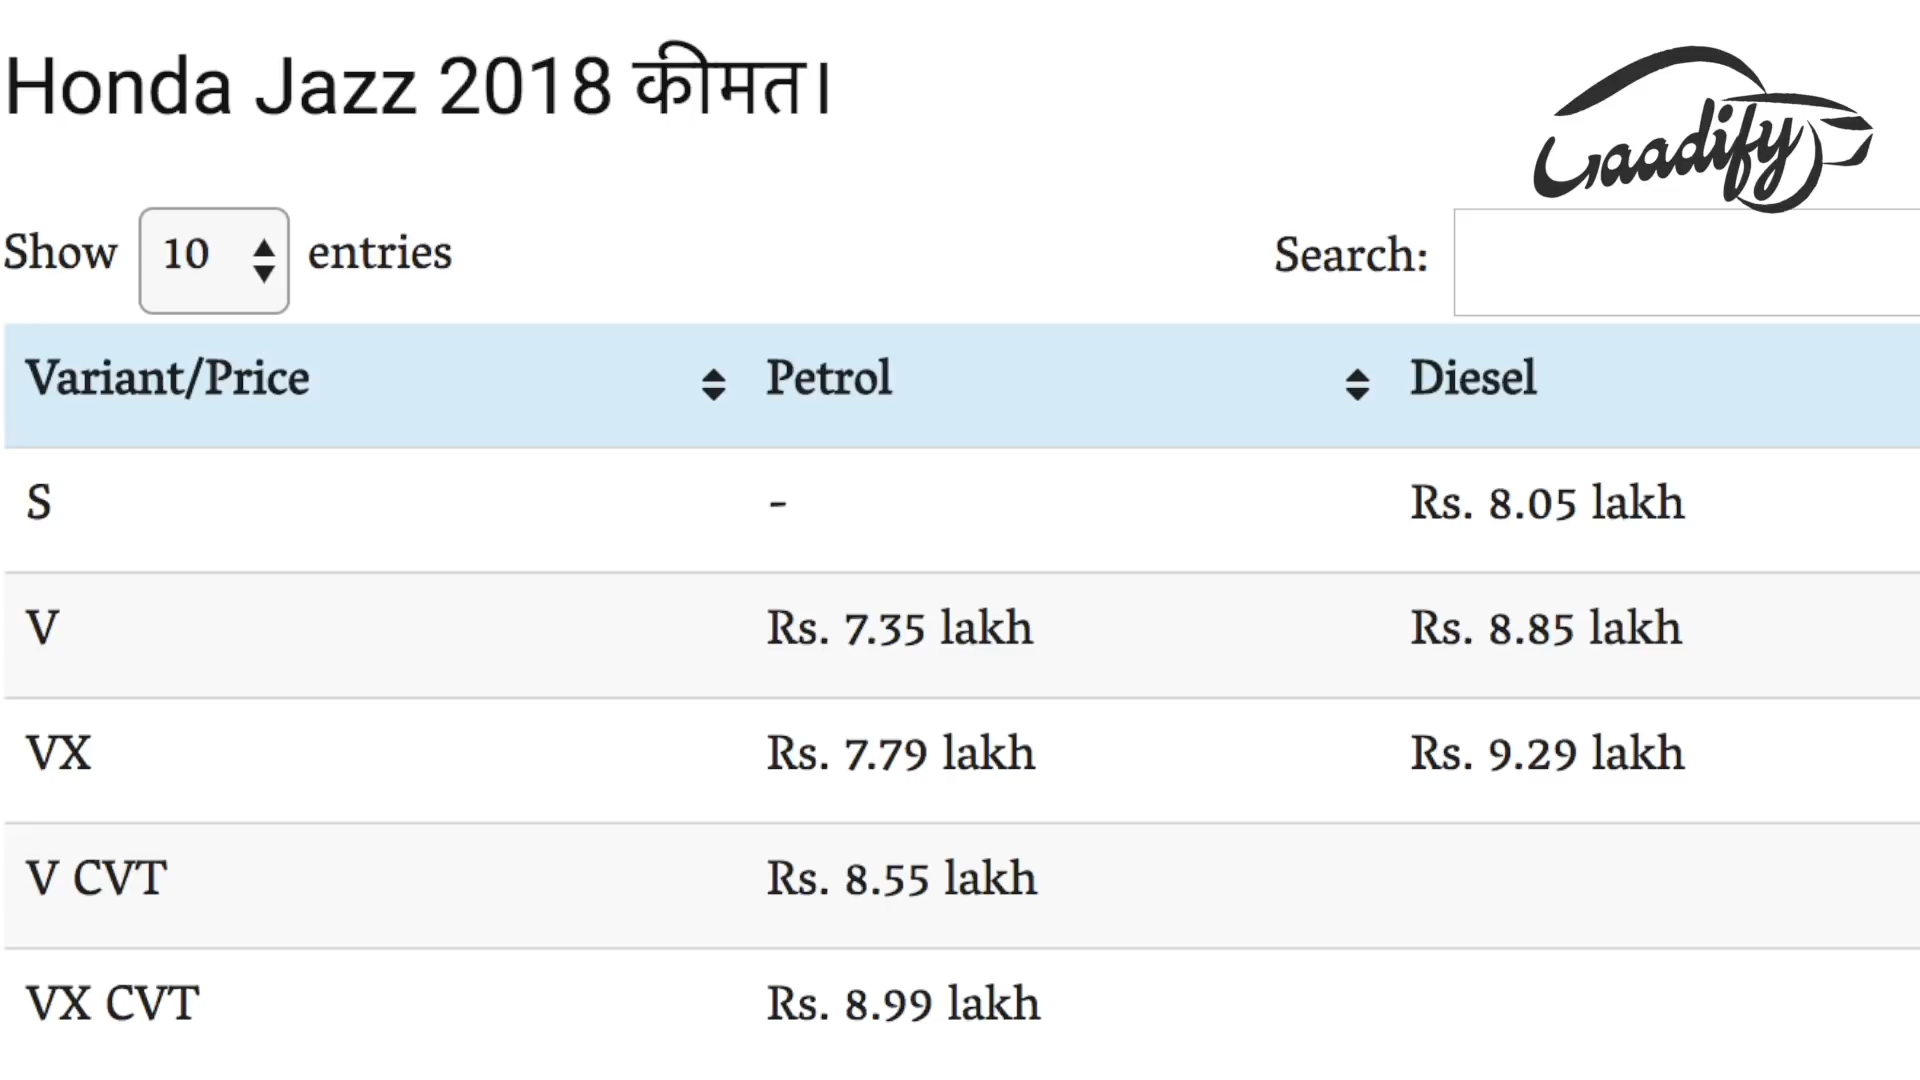 Honda Jazz 2018 कीमत।
Gaadify
Show 10 entries Search:
Variant/Price Petrol Diesel
S - Rs. 8.05 lakh
V Rs. 7.35 lakh Rs. 8.85 lakh
VX Rs. 7.79 lakh Rs. 9.29 lakh
V CVT Rs. 8.55 lakh
VX CVT Rs. 8.99 lakh